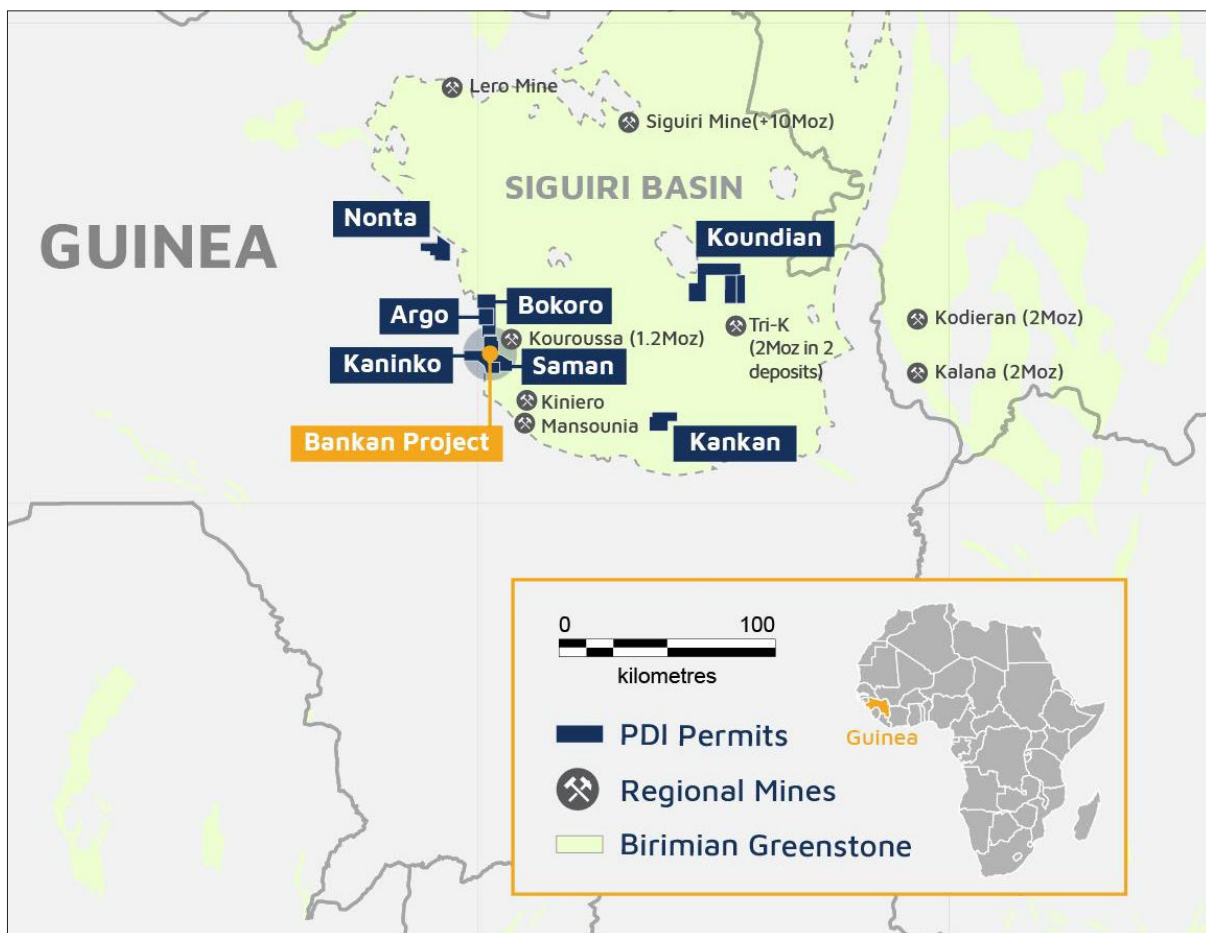 Lero Mine
Siguiri Mine(+10Moz)
SIGUIRI BASIN
Nonta
GUINEA
Koundian
Bokoro
Argo
Kouroussa (1.2Moz)
Tri-K
(2Moz in 2
deposits)
Kodieran (2Moz)
Kaninko
Saman
Kalana (2Moz)
Kiniero
Mansounia
Bankan Project
Kankan
0 100
kilometres
PDI Permits
Regional Mines
Birimian Greenstone
Guinea